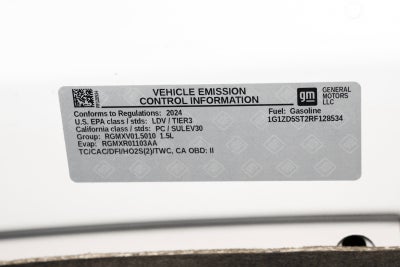 VEHICLE EMISSION
CONTROL INFORMATION
gm
GENERAL
MOTORS
LLC
Conforms to Regulations: 2024
Fuel: Gasoline
U.S. EPA class / stds: LDV / TIER3
1G1ZD5ST2RF128534
California class / stds: PC / SULEV30
Group: RGMXV01.5010 1.5L
Evap: RGMXR01103AA
TC/CAC/DFI/HO2S(2)/TWC, CA OBD: II